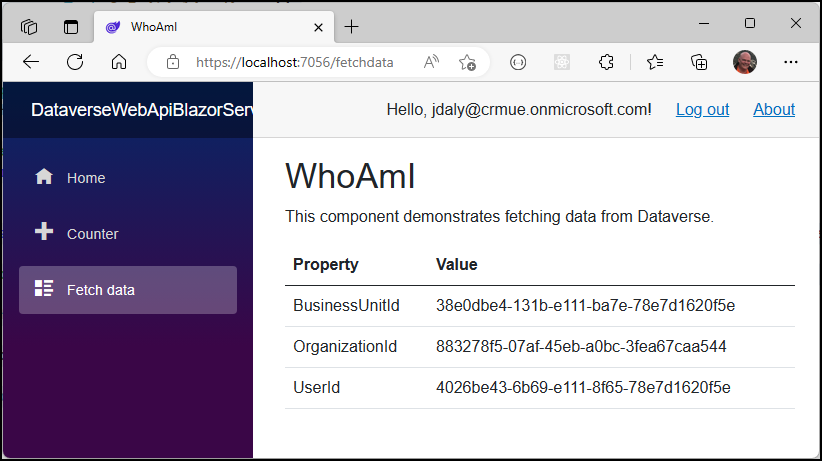 WhoAmI
https://localhost:7056/fetchdata
DataverseWebApiBlazorServ
Hello, jdaly@crmue.onmicrosoft.com! Log out About
Home
Counter
Fetch data
WhoAmI
This component demonstrates fetching data from Dataverse.
Property Value
BusinessUnitId 38e0dbe4-131b-e111-ba7e-78e7d1620f5e
OrganizationId 883278f5-07af-45eb-a0bc-3fea67caa544
UserId 4026be43-6b69-e111-8f65-78e7d1620f5e